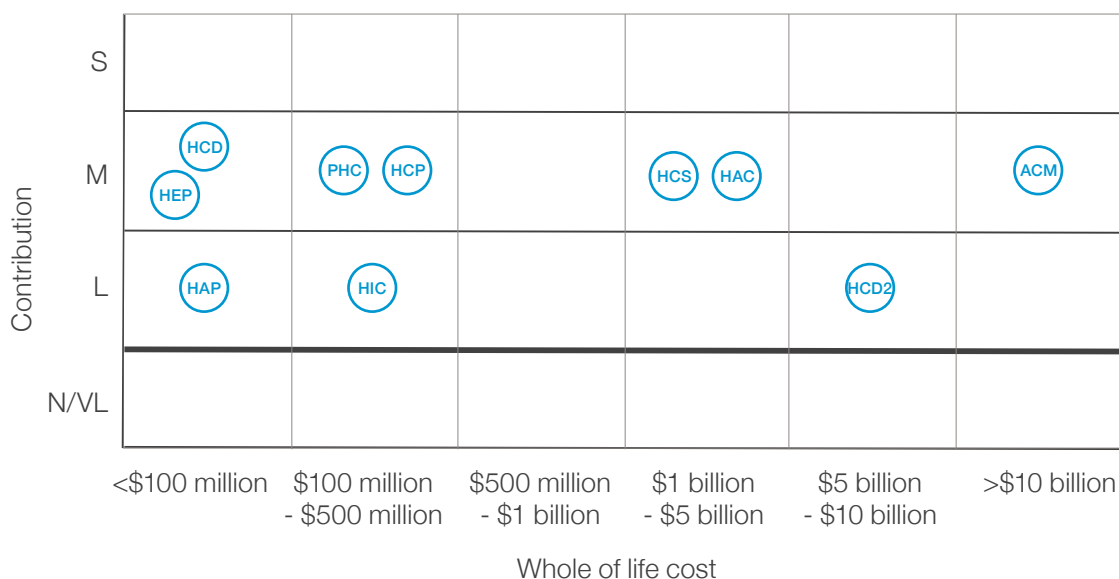 Contribution
S
M
HCD
HEP
PHC
HCP
HCS
HAC
ACM
L
HAP
HIC
HCD2
N/VL
<$100 million
$100 million
- $500 million
$500 million
- $1 billion
$1 billion
- $5 billion
$5 billion
- $10 billion
>$10 billion
Whole of life cost